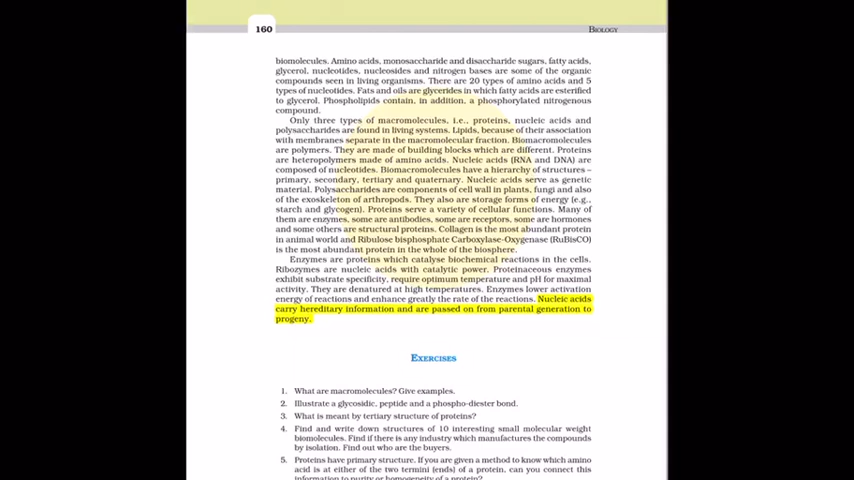 160
BIOLOGY
biomolecules. Amino acids, monosaccharide and disaccharide sugars, fatty acids,
glycerol, nucleotides, nucleosides and nitrogen bases are some of the organic
compounds seen in living organisms. There are 20 types of amino acids and 5
types of nucleotides. Fats and oils are glycerides in which fatty acids are esterified
to glycerol. Phospholipids contain, in addition, a phosphorylated nitrogenous
compound.
Only three types of macromolecules, i.e., proteins, nucleic acids and
polysaccharides are found in living systems. Lipids, because of their association
with membranes separate in the macromolecular fraction. Biomacromolecules
are polymers. They are made of building blocks which are different. Proteins
are heteropolymers made of amino acids. Nucleic acids (RNA and DNA) are
composed of nucleotides. Biomacromolecules have a hierarchy of structures –
primary, secondary, tertiary and quaternary. Nucleic acids serve as genetic
material. Polysaccharides are components of cell wall in plants, fungi and also
of the exoskeleton of arthropods. They also are storage forms of energy (e.g.,
starch and glycogen). Proteins serve a variety of cellular functions. Many of
them are enzymes, some are antibodies, some are receptors, some are hormones
and some others are structural proteins. Collagen is the most abundant protein
in animal world and Ribulose bisphosphate Carboxylase-Oxygenase (RuBisCO)
is the most abundant protein in the whole of the biosphere.
Enzymes are proteins which catalyse biochemical reactions in the cells.
Ribozymes are nucleic acids with catalytic power. Proteinaceous enzymes
exhibit substrate specificity, require optimum temperature and pH for maximal
activity. They are denatured at high temperatures. Enzymes lower activation
energy of reactions and enhance greatly the rate of the reactions. Nucleic acids
carry hereditary information and are passed on from parental generation to
progeny.
EXERCISES
1. What are macromolecules? Give examples.
2. Illustrate a glycosidic, peptide and a phospho-diester bond.
3. What is meant by tertiary structure of proteins?
4. Find and write down structures of 10 interesting small molecular weight
biomolecules. Find if there is any industry which manufactures the compounds
by isolation. Find out who are the buyers.
5. Proteins have primary structure. If you are given a method to know which amino
acid is at either of the two termini (ends) of a protein, can you connect this
information to purity or homogeneity of a protein?